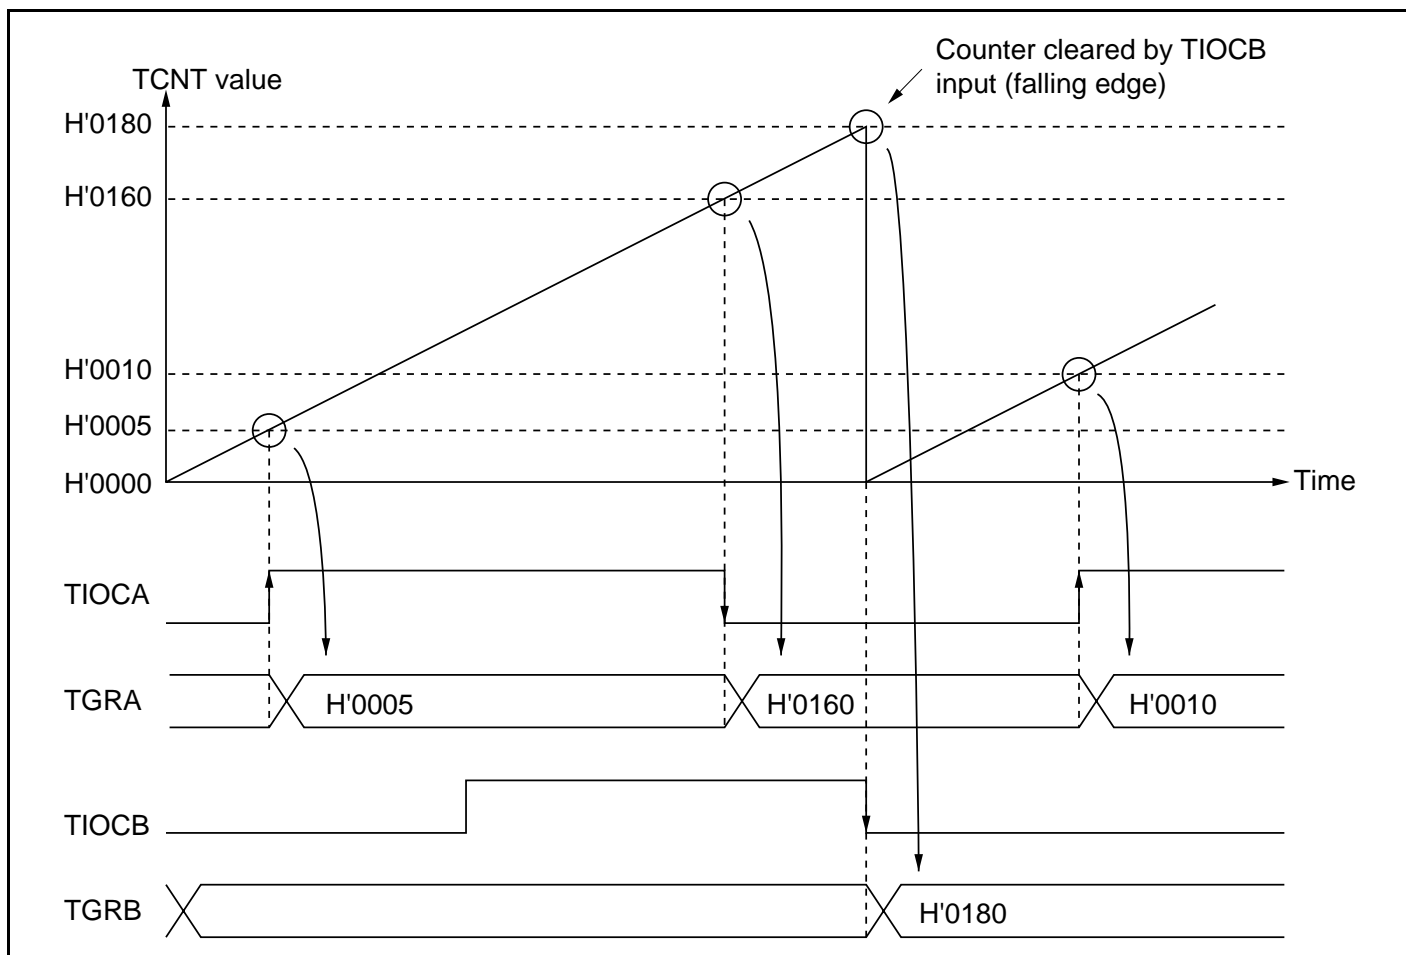 Counter cleared by TIOCB
input (falling edge)
TCNT value
H'0180
H'0160
H'0010
H'0005
H'0000
Time
TIOCA
TGRA
H'0005
H'0160
H'0010
TIOCB
TGRB
H'0180